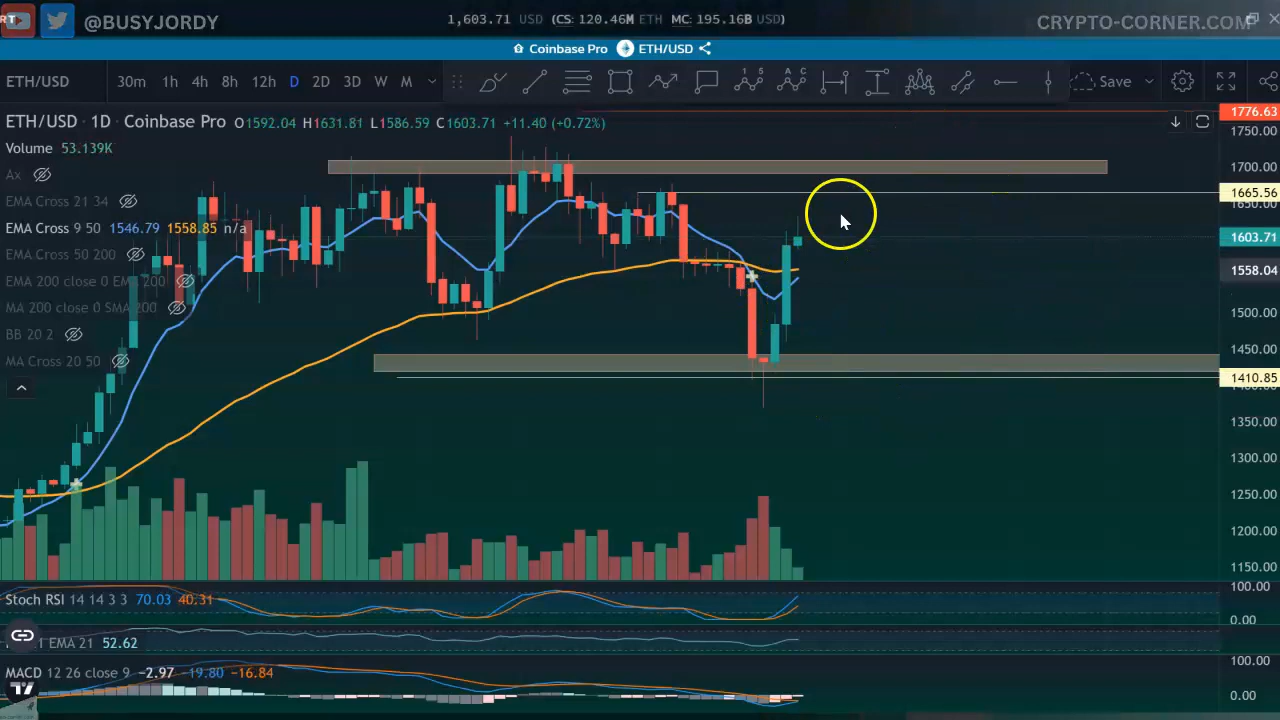 @BUSYJORDY
1,603.71 USD (CS: 120.46M ETH MC: 195.16B USD)
CRYPTO-CORNER.COM
Coinbase Pro ETH/USD
ETH/USD 30m 1h 4h 8h 12h D 2D 3D W M Save
ETH/USD · 1D · Coinbase Pro O1592.04 H1631.81 L1586.59 C1603.71 +11.40 (+0.72%)
Volume 53.139K
Ax
EMA Cross 21 34
EMA Cross 9 50 1546.79 1558.85 n/a
EMA Cross 50 200
EMA 200 close 0 EMA 200
MA 200 close 0 SMA 200
BB 20 2
MA Cross 20 50
1776.63
1750.00
1700.00
1665.56
1603.71
1558.04
1500.00
1450.00
1410.85
1350.00
1300.00
1250.00
1200.00
1150.00
Stoch RSI 14 14 3 3 70.03 40.31
100.00
0.00
EMA 21 52.62
MACD 12 26 close 9 −2.97 −19.80 −16.84
100.00
0.00